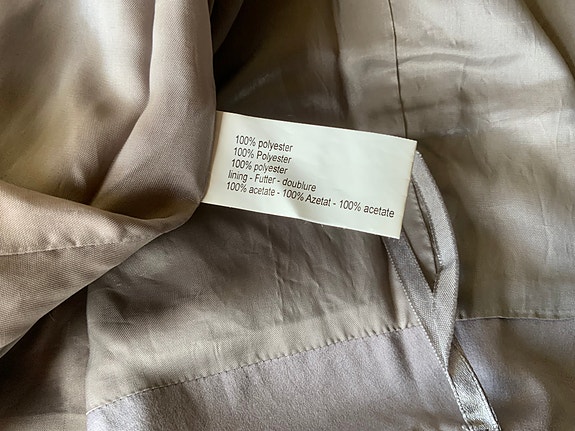 100% polyester
100% Polyester
100% polyester
lining - Futter - doublure
100% acetate - 100% Azetat - 100% acetate